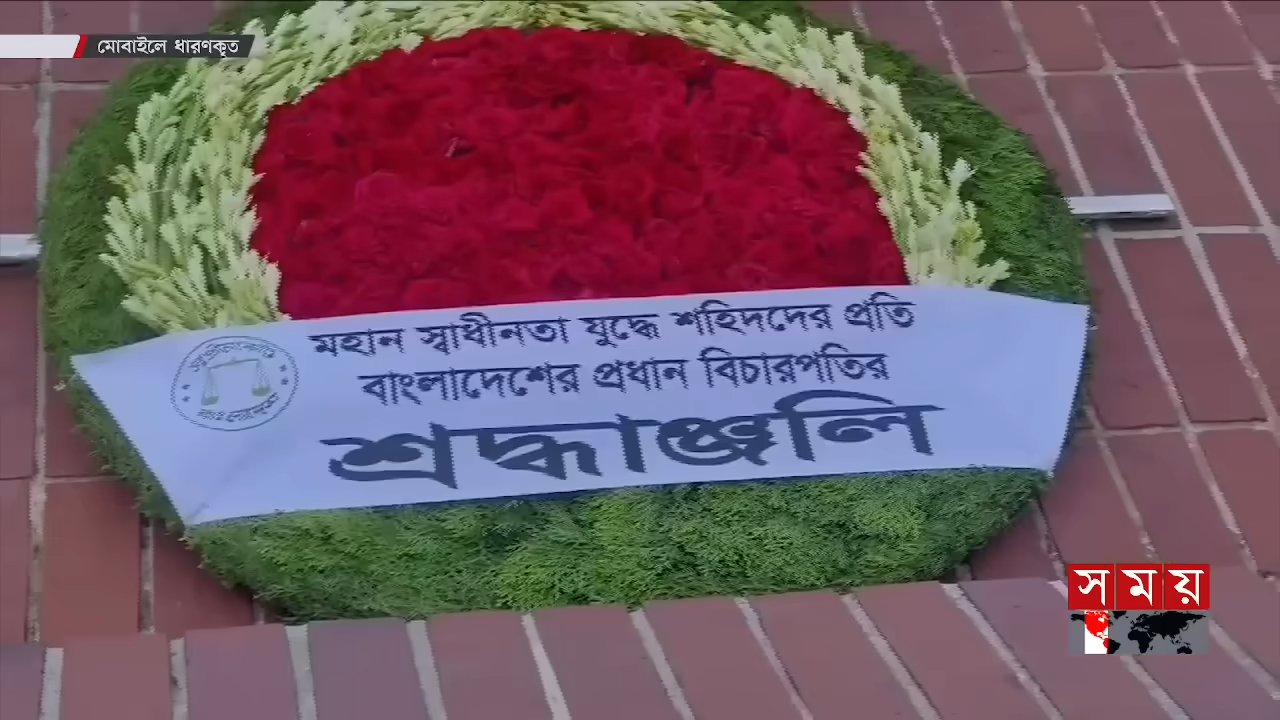 মোবাইলে ধারণকৃত
মহান স্বাধীনতা যুদ্ধে শহিদদের প্রতি
বাংলাদেশের প্রধান বিচারপতির
শ্রদ্ধাঞ্জলি
সময়